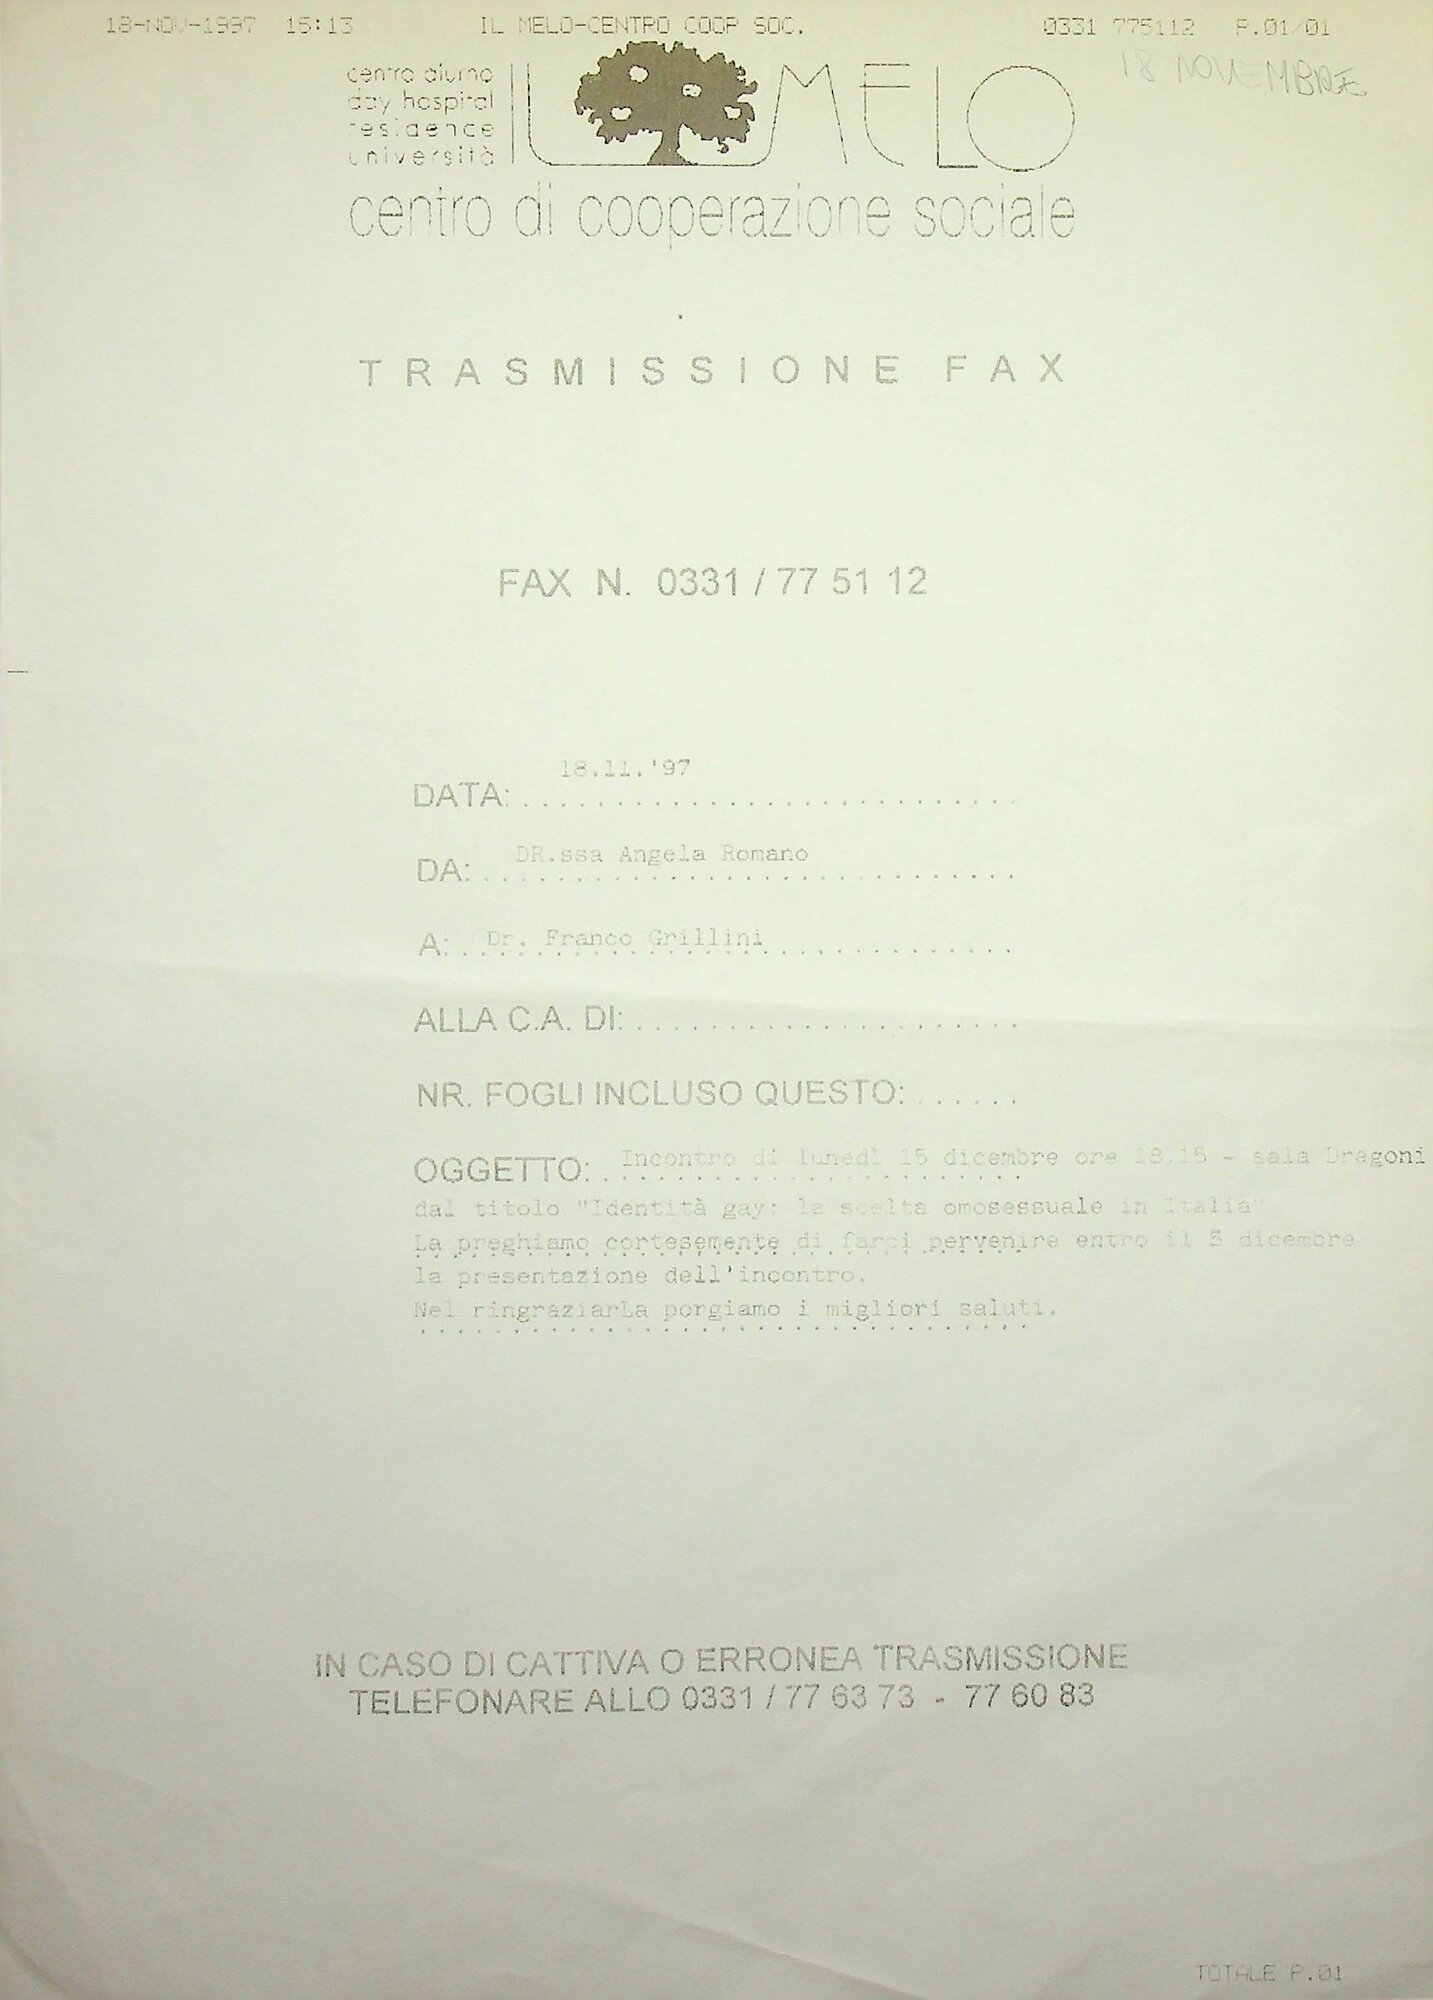 18-NOV-1997 15:13 IL MELO-CENTRO COOP SOC. 0331 775112 P.01/01
18 NOVEMBRE
centro diurno
day hospital
residence
università
IL MELO
centro di cooperazione sociale
TRASMISSIONE FAX
FAX N. 0331 / 77 51 12
DATA: 18.11.'97
DA: DR.ssa Angela Romano
A: Dr. Franco Grillini
ALLA C.A. DI:
NR. FOGLI INCLUSO QUESTO:
OGGETTO: Incontro di lunedì 15 dicembre ore 18.15 - sala Dragoni
dal titolo "Identità gay: la scelta omosessuale in Italia"
La preghiamo cortesemente di farci pervenire entro il 5 dicembre
la presentazione dell'incontro.
Nel ringraziarLa porgiamo i migliori saluti.
IN CASO DI CATTIVA O ERRONEA TRASMISSIONE
TELEFONARE ALLO 0331 / 77 63 73 - 77 60 83
TOTALE P.01